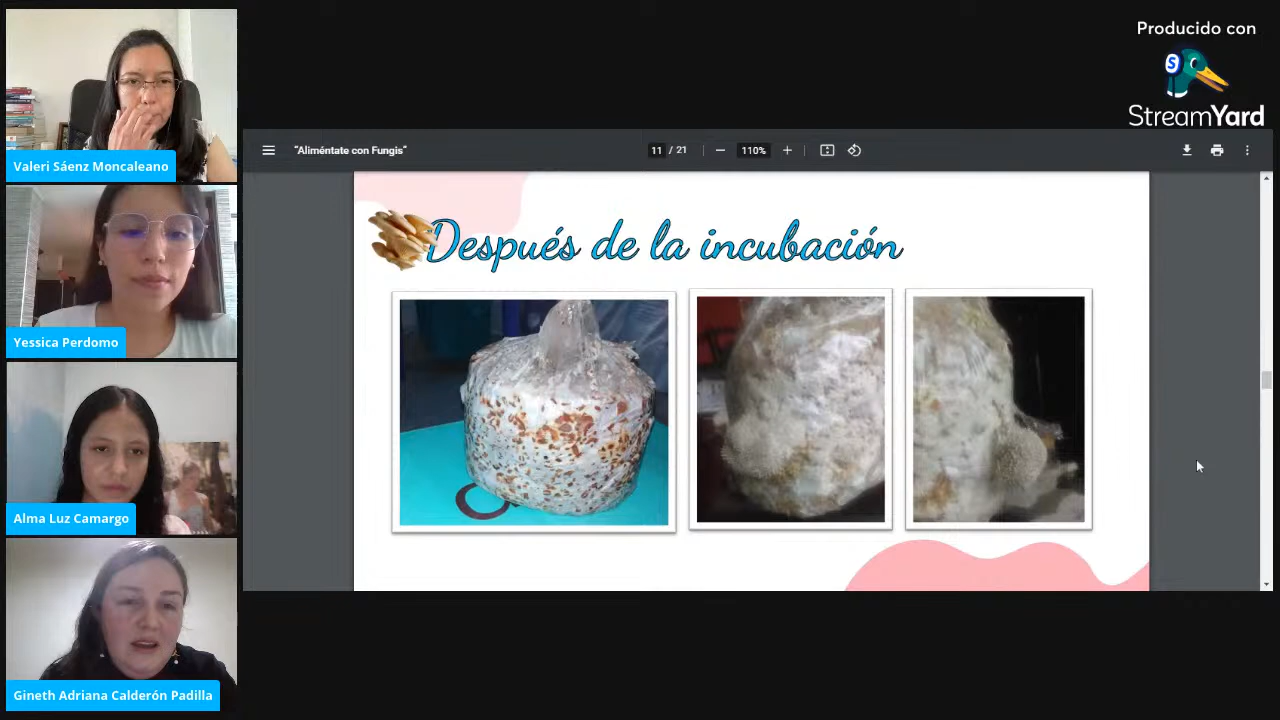 Valeri Sáenz Moncaleano
Yessica Perdomo
Alma Luz Camargo
Gineth Adriana Calderón Padilla
Producido con
StreamYard
"Aliméntate con Fungis"
11 / 21
110%
Después de la incubación